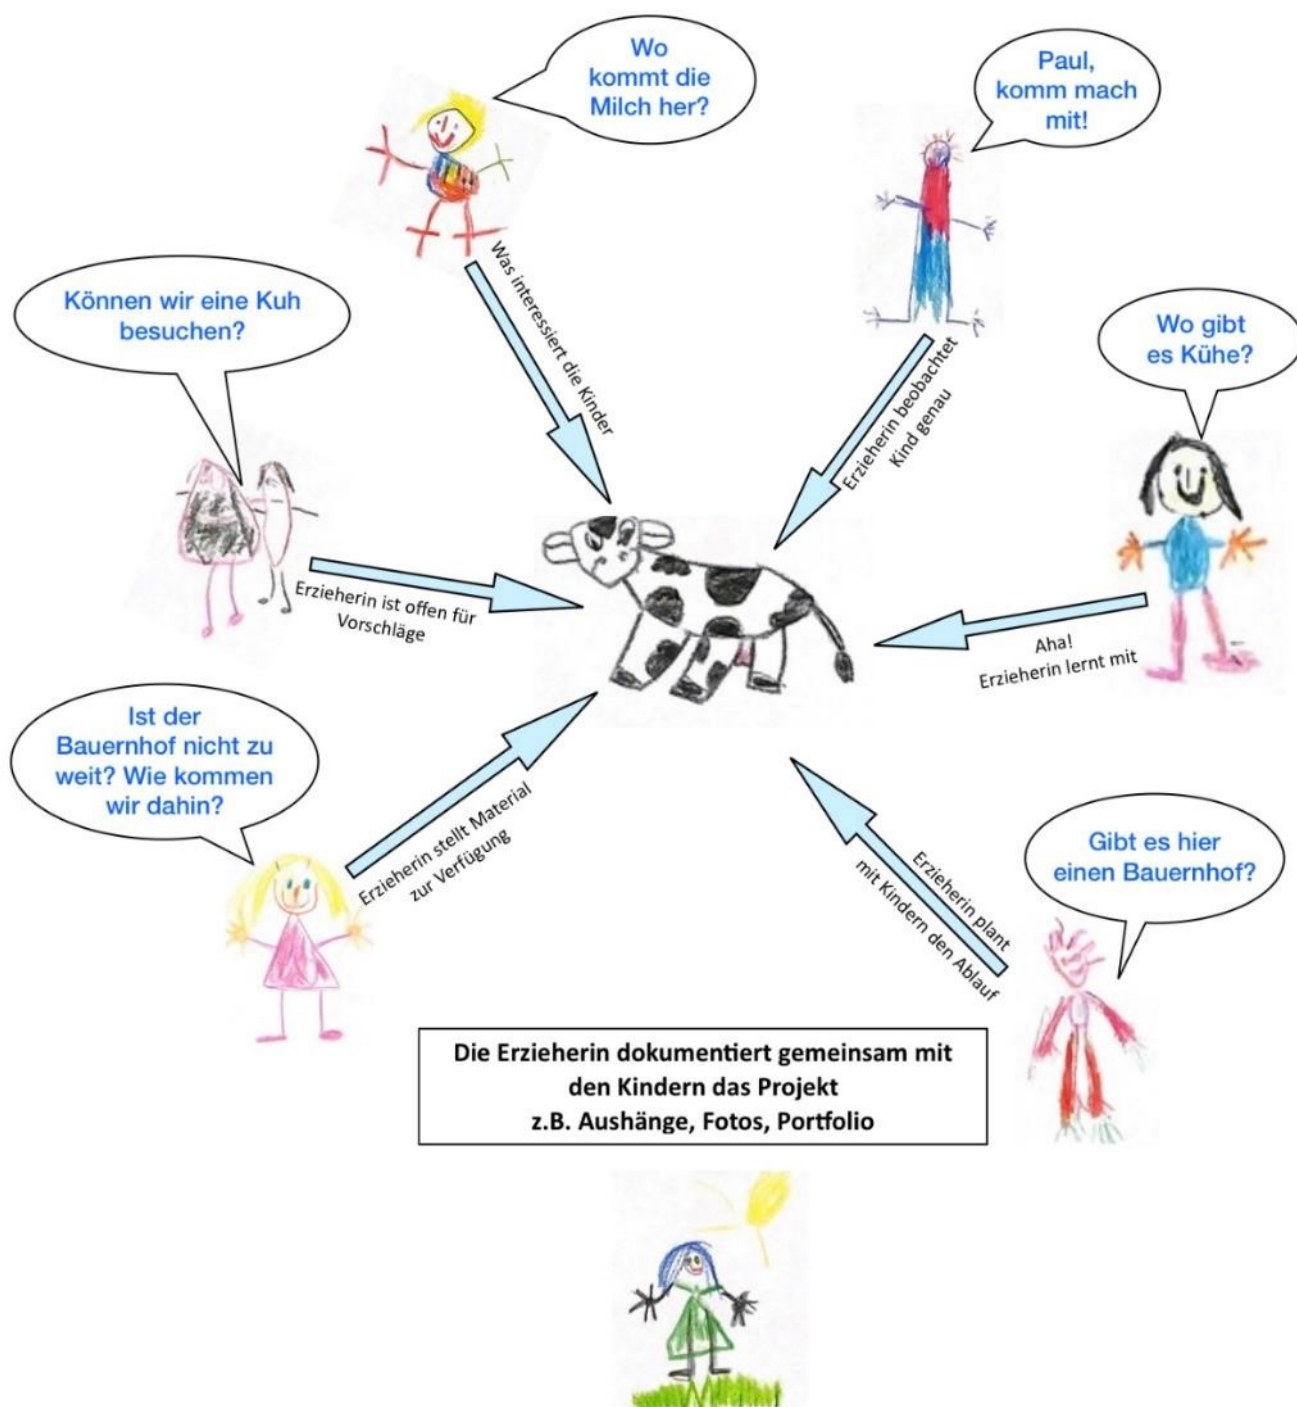 Wo
kommt die
Milch her?
Paul,
komm mach
mit!
Was interessiert die Kinder
Können wir eine Kuh
besuchen?
Wo gibt
es Kühe?
Erzieherin beobachtet
Kind genau
Erzieherin ist offen für
Vorschläge
Aha!
Erzieherin lernt mit
Ist der
Bauernhof nicht zu
weit? Wie kommen
wir dahin?
Erzieherin stellt Material
zur Verfügung
Gibt es hier
einen Bauernhof?
Erzieherin plant
mit Kindern den Ablauf
Die Erzieherin dokumentiert gemeinsam mit
den Kindern das Projekt
z.B. Aushänge, Fotos, Portfolio